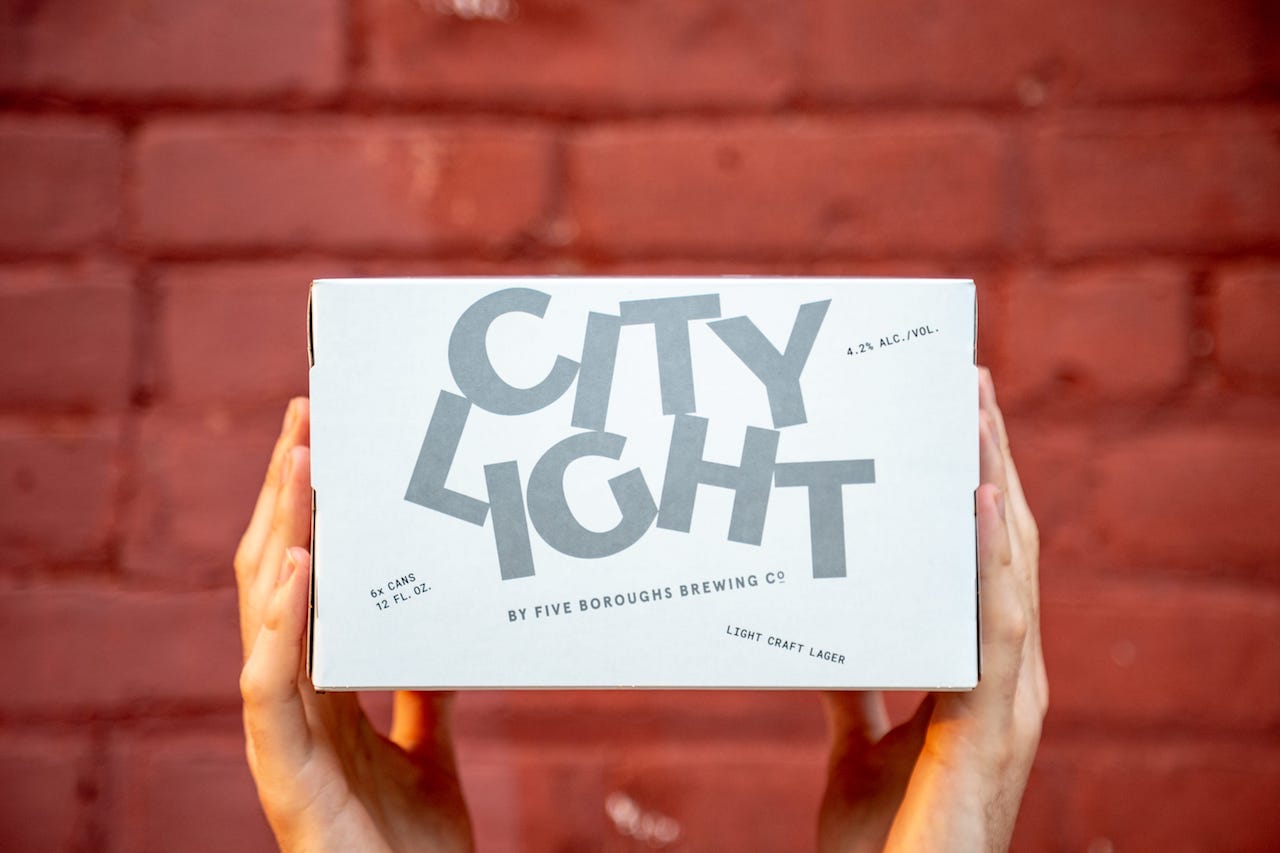 CITY
4.2% ALC./VOL.
LIGHT
6x CANS
12 FL. OZ.
BY FIVE BOROUGHS BREWING Cº
LIGHT CRAFT LAGER